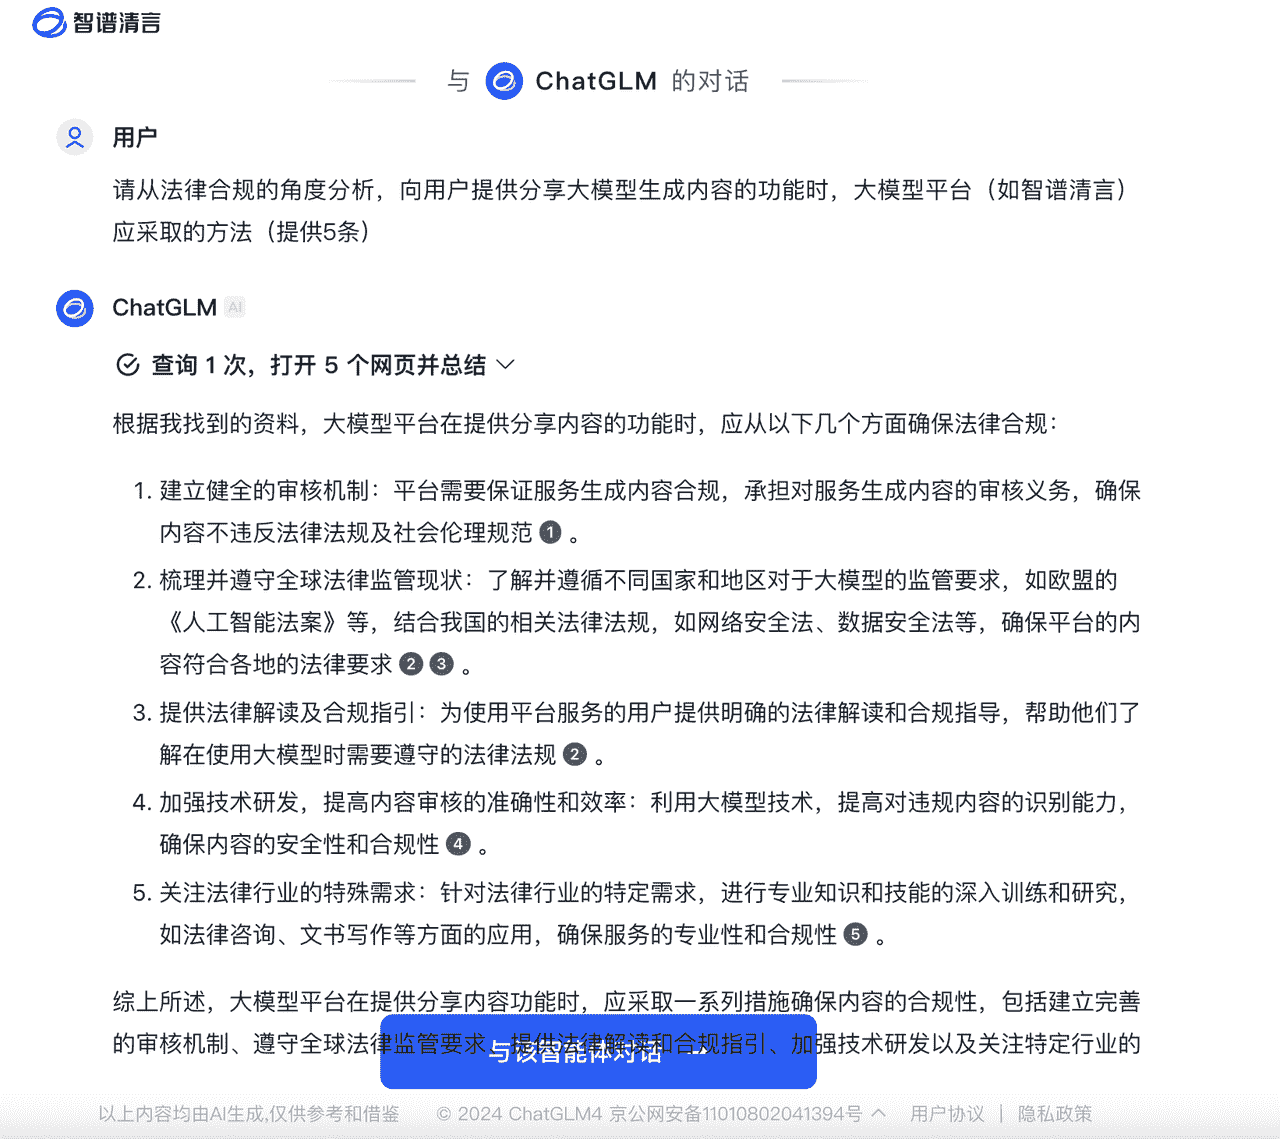 智谱清言
与 ChatGLM 的对话
用户
请从法律合规的角度分析，向用户提供分享大模型生成内容的功能时，大模型平台（如智谱清言）
应采取的方法（提供5条）
ChatGLM AI
查询 1 次，打开 5 个网页并总结
根据我找到的资料，大模型平台在提供分享内容的功能时，应从以下几个方面确保法律合规：
1. 建立健全的审核机制：平台需要保证服务生成内容合规，承担对服务生成内容的审核义务，确保
内容不违反法律法规及社会伦理规范 1 。
2. 梳理并遵守全球法律监管现状：了解并遵循不同国家和地区对于大模型的监管要求，如欧盟的
《人工智能法案》等，结合我国的相关法律法规，如网络安全法、数据安全法等，确保平台的内
容符合各地的法律要求 2 3 。
3. 提供法律解读及合规指引：为使用平台服务的用户提供明确的法律解读和合规指导，帮助他们了
解在使用大模型时需要遵守的法律法规 2 。
4. 加强技术研发，提高内容审核的准确性和效率：利用大模型技术，提高对违规内容的识别能力，
确保内容的安全性和合规性 4 。
5. 关注法律行业的特殊需求：针对法律行业的特定需求，进行专业知识和技能的深入训练和研究，
如法律咨询、文书写作等方面的应用，确保服务的专业性和合规性 5 。
综上所述，大模型平台在提供分享内容功能时，应采取一系列措施确保内容的合规性，包括建立完善
的审核机制、遵守全球法律监管要求、提供法律解读和合规指引、加强技术研发以及关注特定行业的
与该智能体对话 →
以上内容均由AI生成,仅供参考和借鉴 © 2024 ChatGLM4 京公网安备11010802041394号 用户协议 | 隐私政策